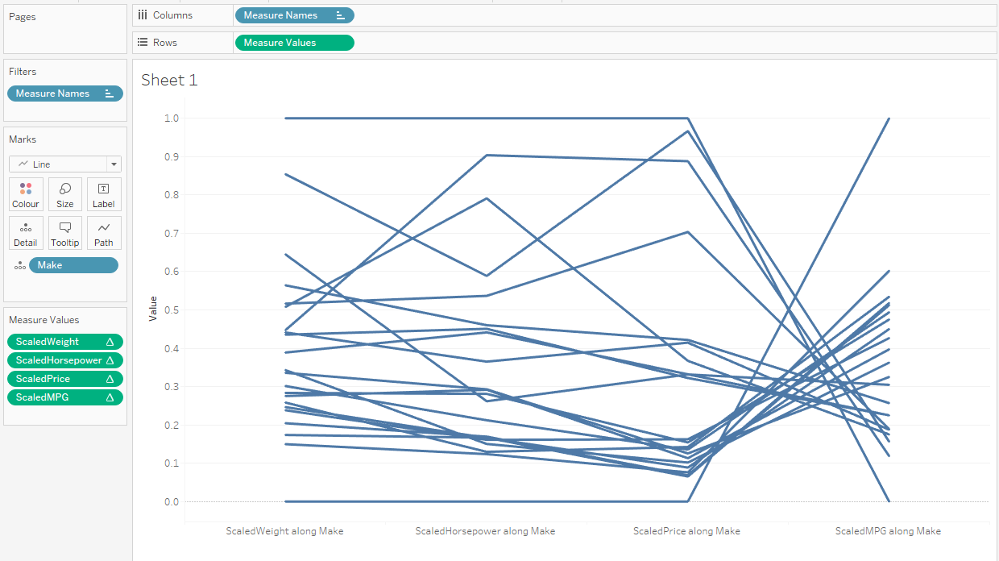 Pages
Columns
Measure Names
Rows
Measure Values
Filters
Measure Names
Marks
Line
Colour
Size
Label
Detail
Tooltip
Path
Make
Measure Values
ScaledWeight
ScaledHorsepower
ScaledPrice
ScaledMPG
Sheet 1
Value
1.0
0.9
0.8
0.7
0.6
0.5
0.4
0.3
0.2
0.1
0.0
ScaledWeight along Make
ScaledHorsepower along Make
ScaledPrice along Make
ScaledMPG along Make